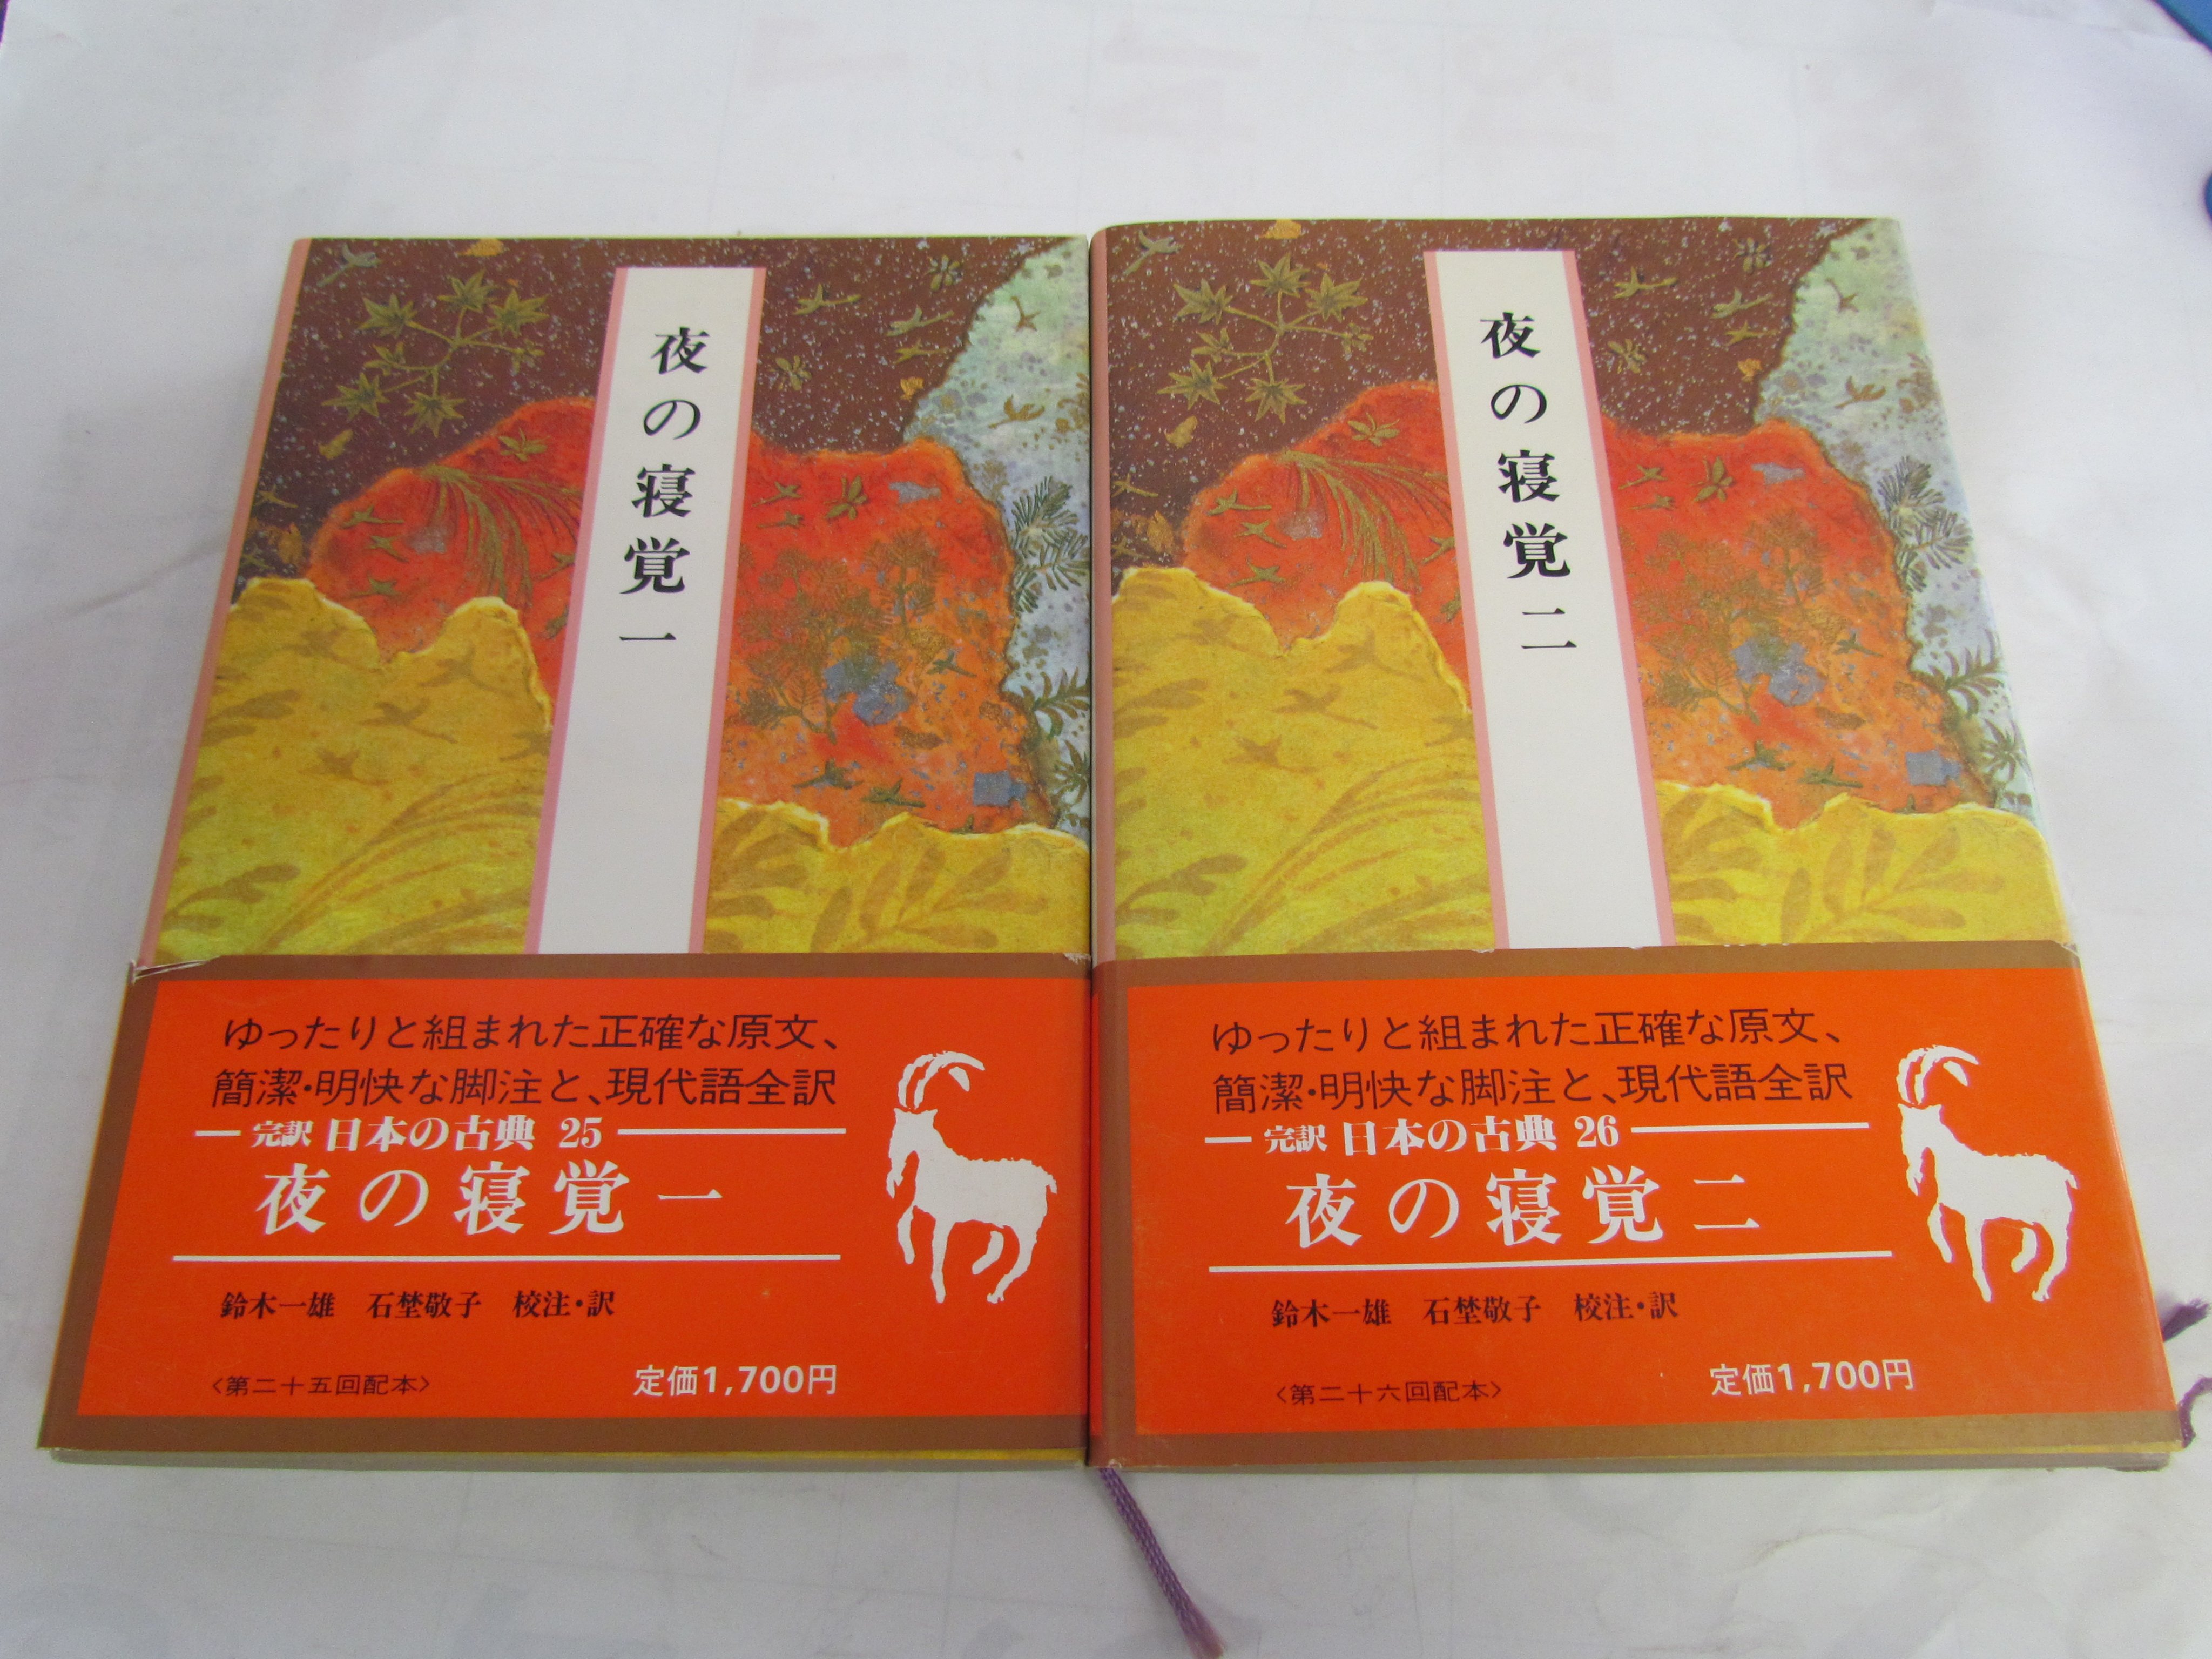 夜の寝覚 一
ゆったりと組まれた正確な原文、
簡潔・明快な脚注と、現代語全訳
完訳 日本の古典 25
夜の寝覚 一
鈴木一雄 石埜敬子 校注・訳
〈第二十五回配本〉
定価1,700円
夜の寝覚 二
ゆったりと組まれた正確な原文、
簡潔・明快な脚注と、現代語全訳
完訳 日本の古典 26
夜の寝覚 二
鈴木一雄 石埜敬子 校注・訳
〈第二十六回配本〉
定価1,700円